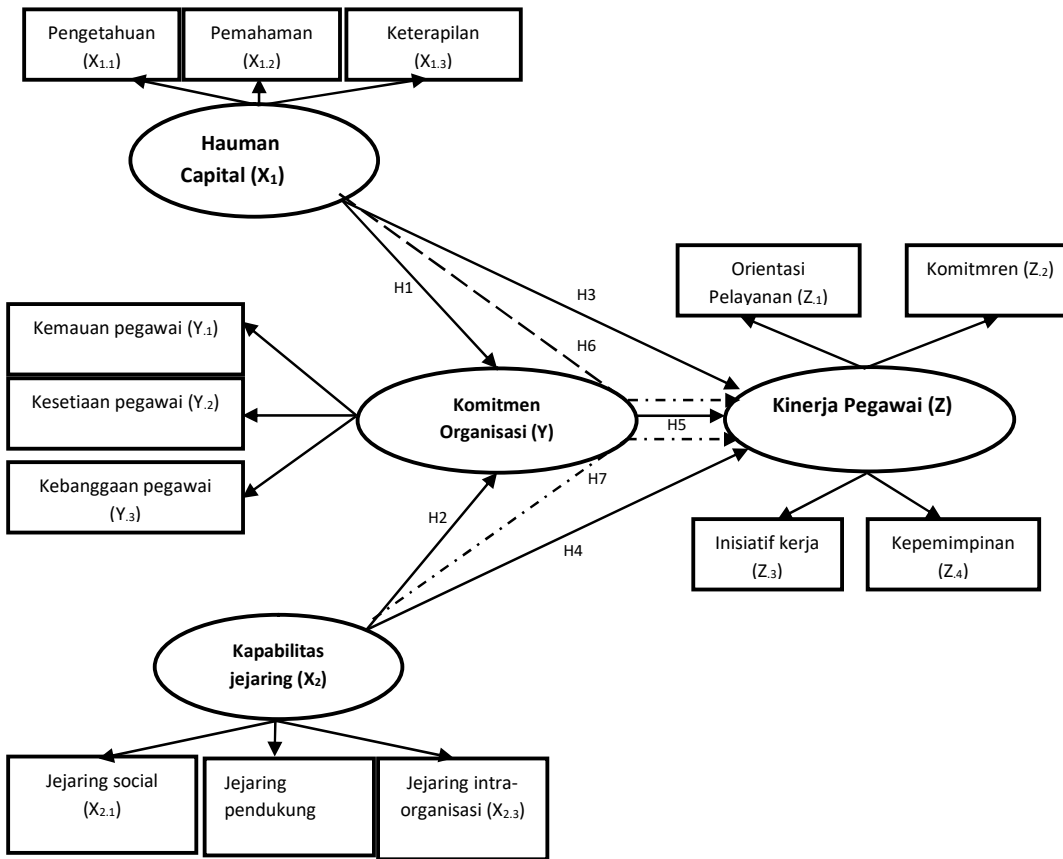 Pengetahuan
(X1.1)
Pemahaman
(X1.2)
Keterapilan
(X1.3)
Hauman
Capital (X1)
Orientasi
Pelayanan (Z.1)
Komitmren (Z.2)
H1
H3
H6
Kemauan pegawai (Y.1)
Kesetiaan pegawai (Y.2)
Kebanggaan pegawai
(Y.3)
Komitmen
Organisasi (Y)
H5
Kinerja Pegawai (Z)
H7
H2
H4
Inisiatif kerja
(Z.3)
Kepemimpinan
(Z.4)
Kapabilitas
jejaring (X2)
Jejaring social
(X2.1)
Jejaring
pendukung
Jejaring intra-
organisasi (X2.3)